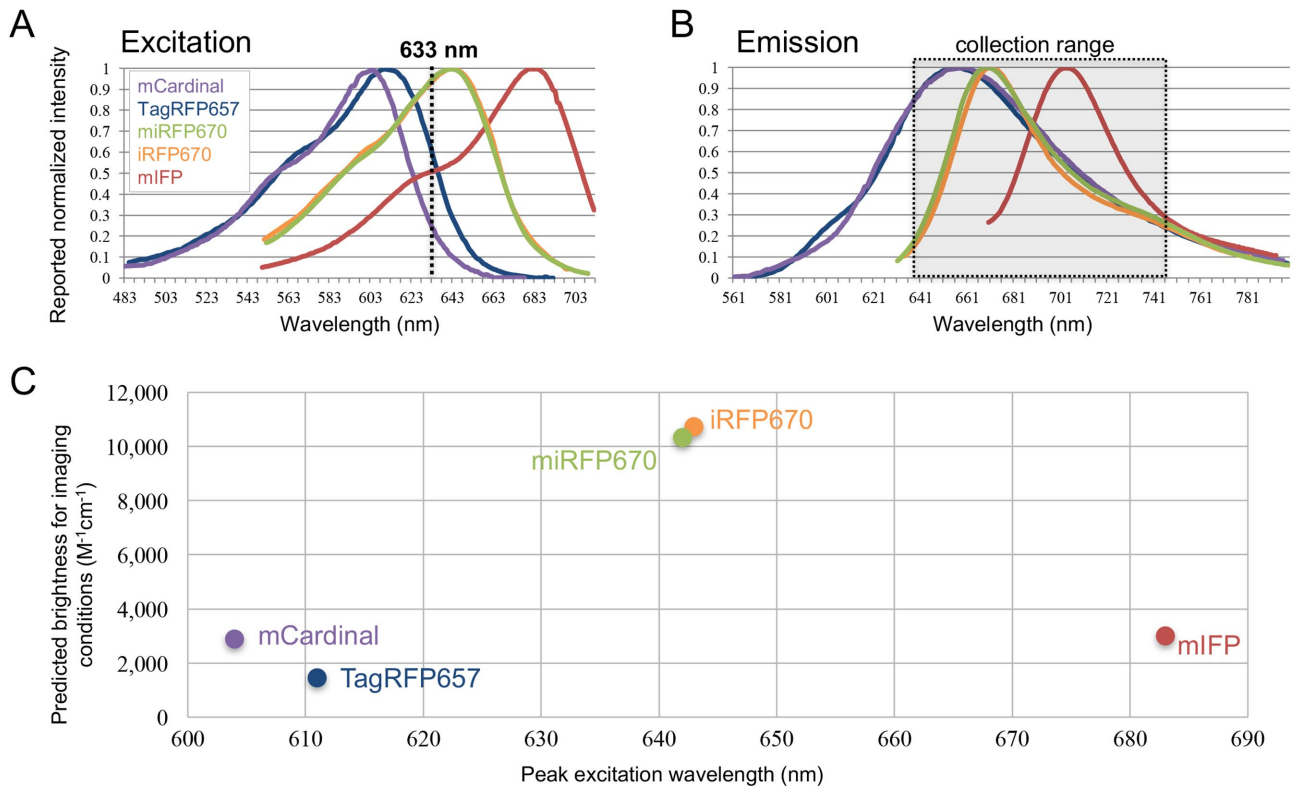 A
Excitation
633 nm
Reported normalized intensity
1
0.9
0.8
0.7
0.6
0.5
0.4
0.3
0.2
0.1
0
mCardinal
TagRFP657
miRFP670
iRFP670
mIFP
483 503 523 543 563 583 603 623 643 663 683 703
Wavelength (nm)
B
Emission
collection range
1
0.9
0.8
0.7
0.6
0.5
0.4
0.3
0.2
0.1
0
561 581 601 621 641 661 681 701 721 741 761 781
Wavelength (nm)
C
Predicted brightness for imaging
conditions (M⁻¹cm⁻¹)
12,000
10,000
8,000
6,000
4,000
2,000
0
iRFP670
miRFP670
mCardinal
TagRFP657
mIFP
600 610 620 630 640 650 660 670 680 690
Peak excitation wavelength (nm)